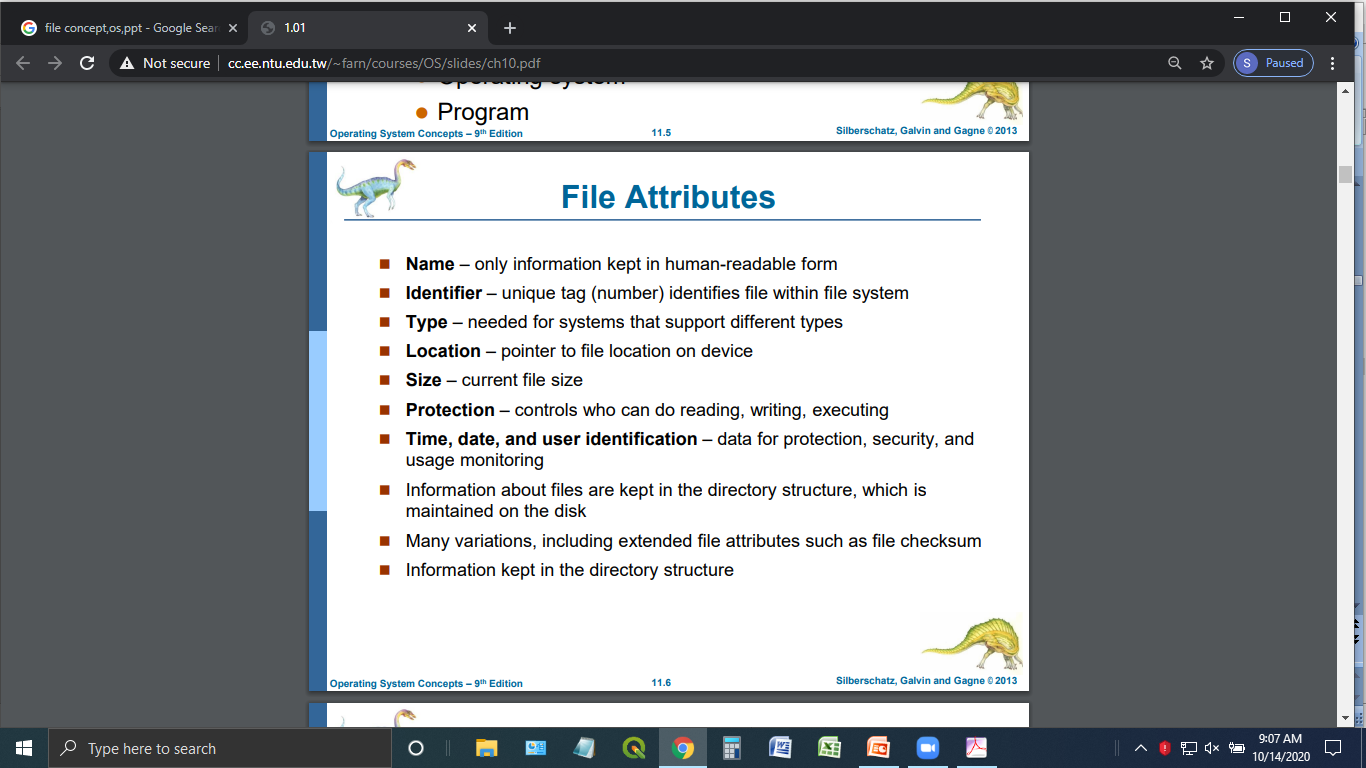 file concept,os,ppt - Google Sear
1.01
Not secure
cc.ee.ntu.edu.tw/~farn/courses/OS/slides/ch10.pdf
S
Paused
Operating system
Program
Operating System Concepts – 9th Edition
11.5
Silberschatz, Galvin and Gagne © 2013
File Attributes
Name – only information kept in human-readable form
Identifier – unique tag (number) identifies file within file system
Type – needed for systems that support different types
Location – pointer to file location on device
Size – current file size
Protection – controls who can do reading, writing, executing
Time, date, and user identification – data for protection, security, and
usage monitoring
Information about files are kept in the directory structure, which is
maintained on the disk
Many variations, including extended file attributes such as file checksum
Information kept in the directory structure
Operating System Concepts – 9th Edition
11.6
Silberschatz, Galvin and Gagne © 2013
Type here to search
9:07 AM
10/14/2020